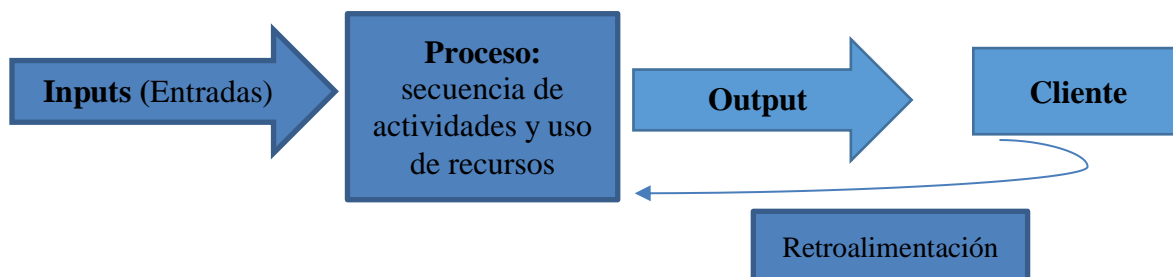 Inputs (Entradas)
Proceso:
secuencia de
actividades y uso
de recursos
Output
Cliente
Retroalimentación